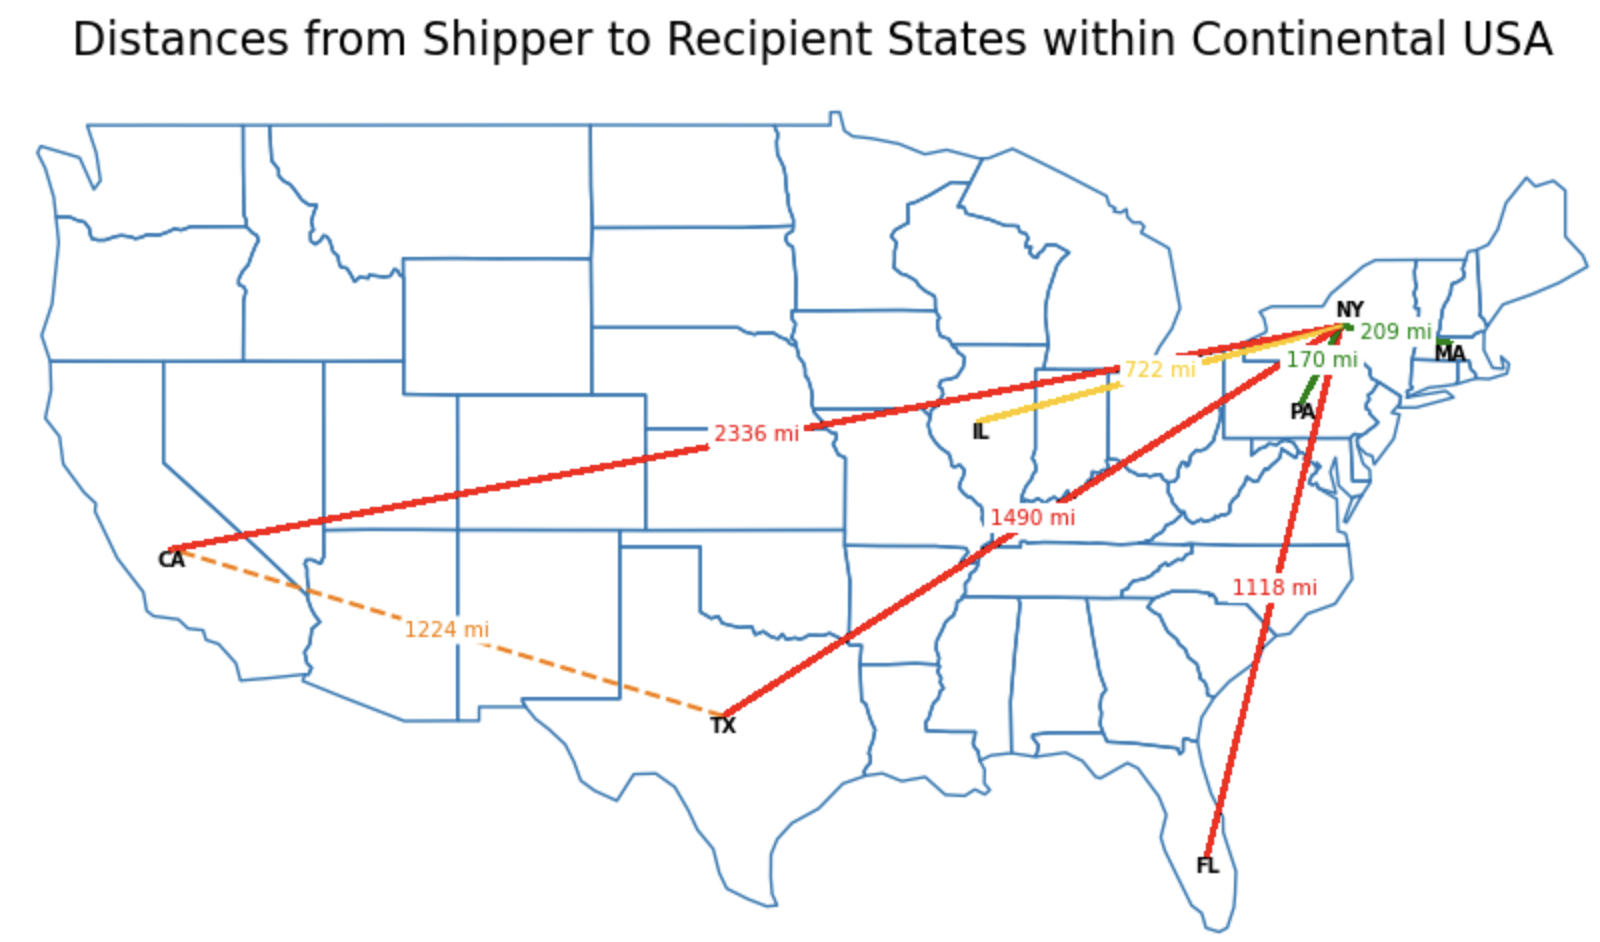 Distances from Shipper to Recipient States within Continental USA
NY
209 mi
MA
170 mi
722 mi
PA
IL
2336 mi
1490 mi
CA
1118 mi
1224 mi
TX
FL